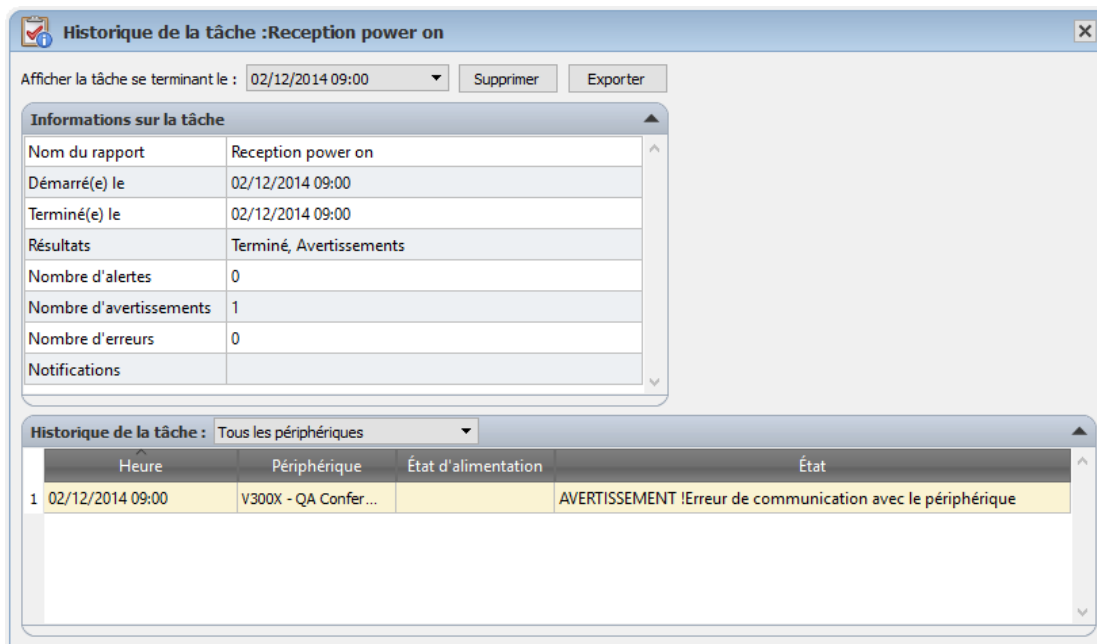 Historique de la tâche :Reception power on
Afficher la tâche se terminant le : 02/12/2014 09:00 Supprimer Exporter
Informations sur la tâche
Nom du rapport Reception power on
Démarré(e) le 02/12/2014 09:00
Terminé(e) le 02/12/2014 09:00
Résultats Terminé, Avertissements
Nombre d'alertes 0
Nombre d'avertissements 1
Nombre d'erreurs 0
Notifications
Historique de la tâche : Tous les périphériques
Heure Périphérique État d'alimentation État
1 02/12/2014 09:00 V300X - QA Confer... AVERTISSEMENT !Erreur de communication avec le périphérique